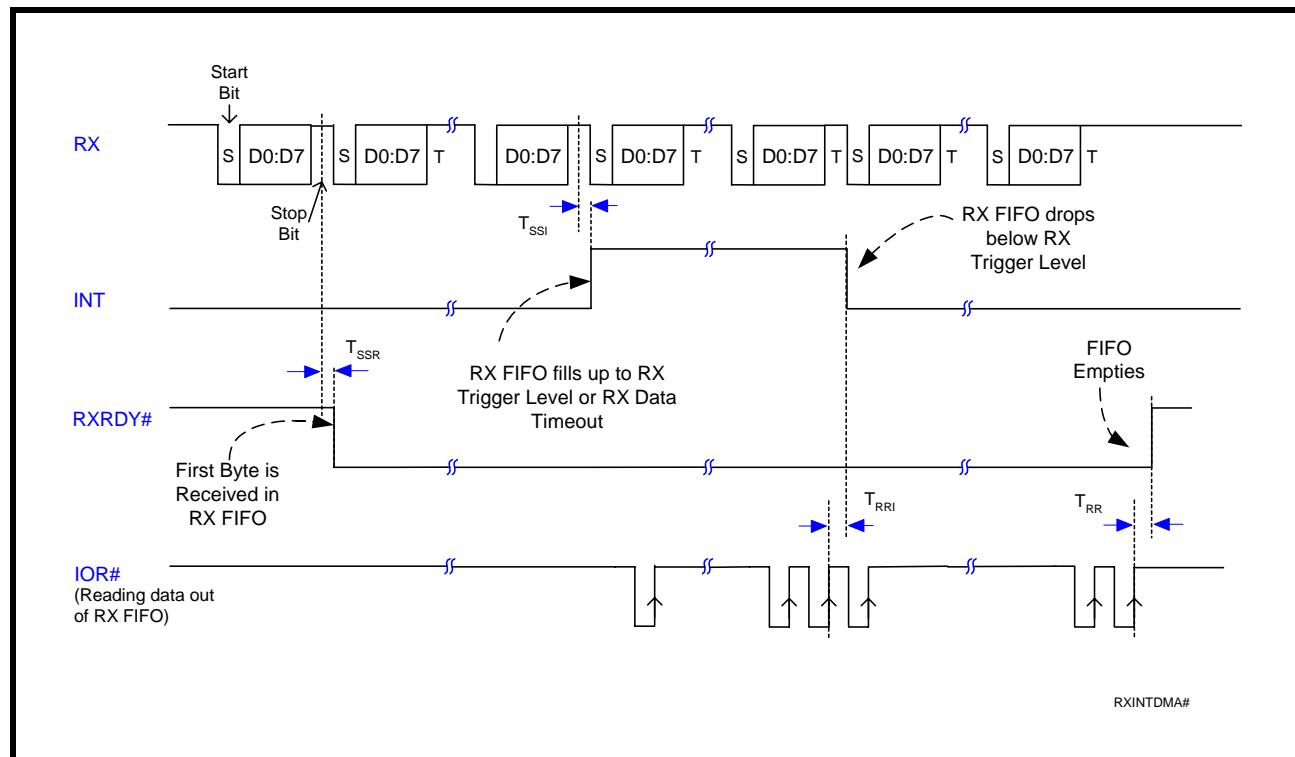 Start
Bit
RX
S D0:D7 S D0:D7 T D0:D7 S D0:D7 T S D0:D7 T S D0:D7 T S D0:D7 T
Stop
Bit
TSSI
RX FIFO drops
below RX
Trigger Level
INT
TSSR
RX FIFO fills up to RX
Trigger Level or RX Data
Timeout
FIFO
Empties
RXRDY#
First Byte is
Received in
RX FIFO
TRRI
TRR
IOR#
(Reading data out
of RX FIFO)
RXINTDMA#